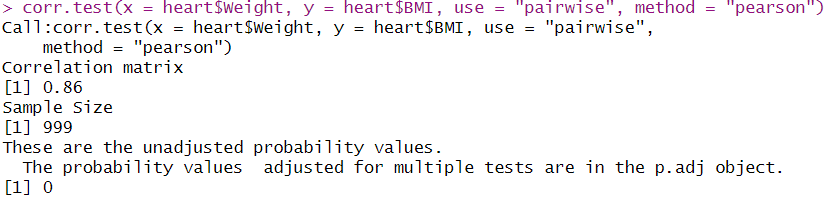 > corr.test(x = heart$Weight, y = heart$BMI, use = "pairwise", method = "pearson")
Call:corr.test(x = heart$Weight, y = heart$BMI, use = "pairwise",
    method = "pearson")
Correlation matrix
[1] 0.86
Sample Size
[1] 999
These are the unadjusted probability values.
  The probability values  adjusted for multiple tests are in the p.adj object.
[1] 0